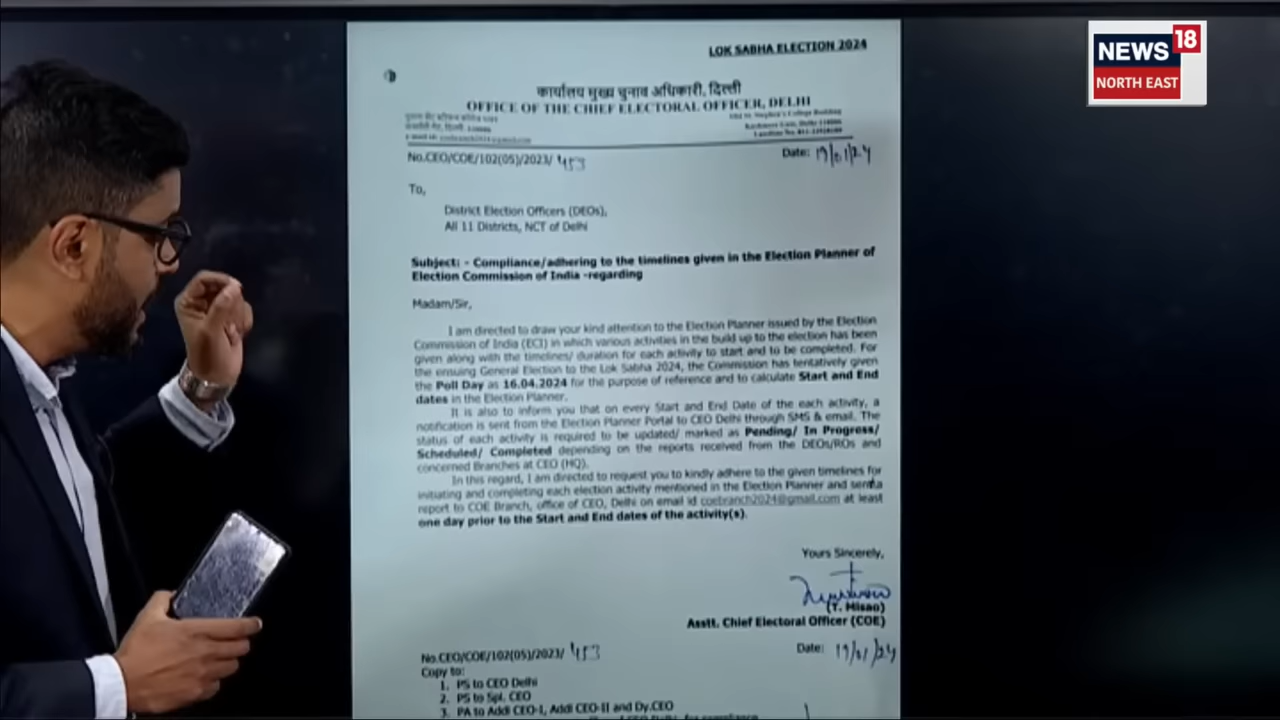 LOK SABHA ELECTION 2024
NEWS 18
NORTH EAST
कार्यालय मुख्य चुनाव अधिकारी, दिल्ली
OFFICE OF THE CHIEF ELECTORAL OFFICER, DELHI
No.CEO/COE/102(05)/2023/ 453
Date: 19/01/24
To,
District Election Officers (DEOs),
All 11 Districts, NCT of Delhi
Subject: - Compliance/adhering to the timelines given in the Election Planner of
Election Commission of India -regarding
Madam/Sir,
I am directed to draw your kind attention to the Election Planner issued by the Election
Commission of India (ECI) in which various activities in the build up to the election has been
given along with the timelines/ duration for each activity to start and to be completed. For
the ensuing General Election to the Lok Sabha 2024, the Commission has tentatively given
the Poll Day as 16.04.2024 for the purpose of reference and to calculate Start and End
dates in the Election Planner.
It is also to inform you that on every Start and End Date of the each activity, a
notification is sent from the Election Planner Portal to CEO Delhi through SMS & email. The
status of each activity is required to be updated/ marked as Pending/ In Progress/
Scheduled/ Completed depending on the reports received from the DEOs/ROs and
concerned Branches at CEO (HQ).
In this regard, I am directed to request you to kindly adhere to the given timelines for
initiating and completing each election activity mentioned in the Election Planner and send a
report to COE Branch, office of CEO, Delhi on email id coebranch2024@gmail.com at least
one day prior to the Start and End dates of the activity(s).
Yours Sincerely,
(T. Misao)
Asstt. Chief Electoral Officer (COE)
No.CEO/COE/102(05)/2023/ 453
Date: 19/01/24
Copy to:
1. PS to CEO Delhi
2. PS to Spl. CEO
3. PA to Addl CEO-I, Addl CEO-II and Dy.CEO